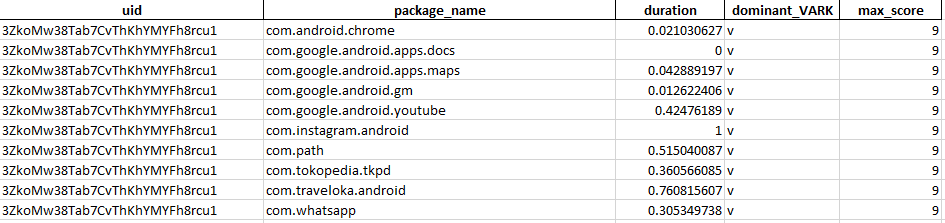 uid package_name duration dominant_VARK max_score
3ZkoMw38Tab7CvThKhYMYFh8rcu1 com.android.chrome 0.021030627 v 9
3ZkoMw38Tab7CvThKhYMYFh8rcu1 com.google.android.apps.docs 0 v 9
3ZkoMw38Tab7CvThKhYMYFh8rcu1 com.google.android.apps.maps 0.042889197 v 9
3ZkoMw38Tab7CvThKhYMYFh8rcu1 com.google.android.gm 0.012622406 v 9
3ZkoMw38Tab7CvThKhYMYFh8rcu1 com.google.android.youtube 0.42476189 v 9
3ZkoMw38Tab7CvThKhYMYFh8rcu1 com.instagram.android 1 v 9
3ZkoMw38Tab7CvThKhYMYFh8rcu1 com.path 0.515040087 v 9
3ZkoMw38Tab7CvThKhYMYFh8rcu1 com.tokopedia.tkpd 0.360566085 v 9
3ZkoMw38Tab7CvThKhYMYFh8rcu1 com.traveloka.android 0.760815607 v 9
3ZkoMw38Tab7CvThKhYMYFh8rcu1 com.whatsapp 0.305349738 v 9